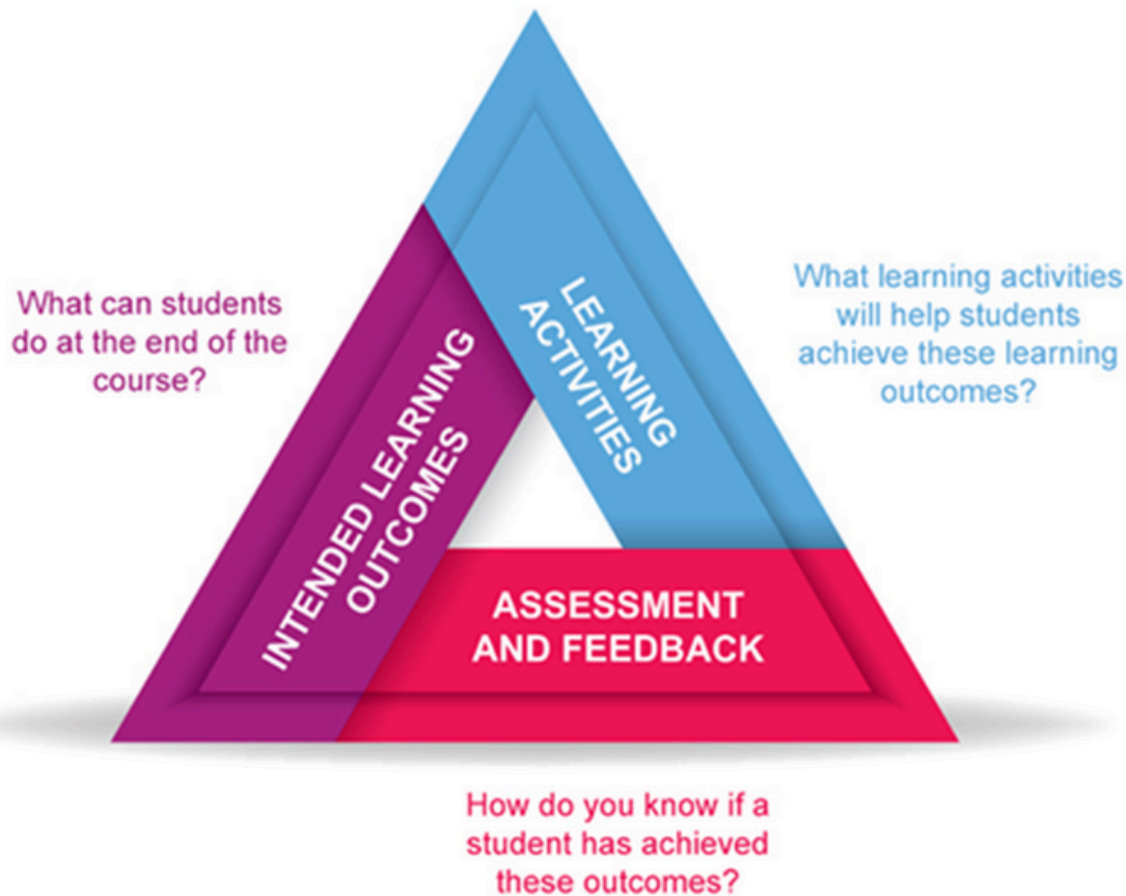 What can students
do at the end of the
course?
INTENDED LEARNING
OUTCOMES
LEARNING
ACTIVITIES
What learning activities
will help students
achieve these learning
outcomes?
ASSESSMENT
AND FEEDBACK
How do you know if a
student has achieved
these outcomes?